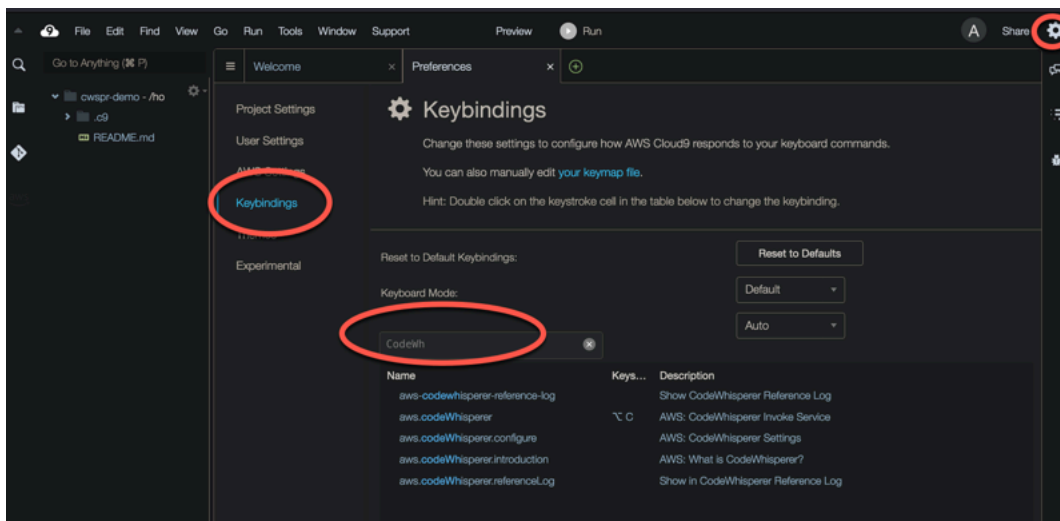 File Edit Find View Go Run Tools Window Support Preview Run A Share
Go to Anything (⌘ P)
Welcome
Preferences
cwspr-demo - /ho
.c9
README.md
Project Settings
User Settings
AWS Settings
Keybindings
Themes
Experimental
Keybindings
Change these settings to configure how AWS Cloud9 responds to your keyboard commands.
You can also manually edit your keymap file.
Hint: Double click on the keystroke cell in the table below to change the keybinding.
Reset to Default Keybindings:
Reset to Defaults
Keyboard Mode:
Default
Auto
CodeWh
Name Keys... Description
aws-codewhisperer-reference-log Show CodeWhisperer Reference Log
aws.codeWhisperer ⌥ C AWS: CodeWhisperer Invoke Service
aws.codeWhisperer.configure AWS: CodeWhisperer Settings
aws.codeWhisperer.introduction AWS: What is CodeWhisperer?
aws.codeWhisperer.referenceLog Show in CodeWhisperer Reference Log